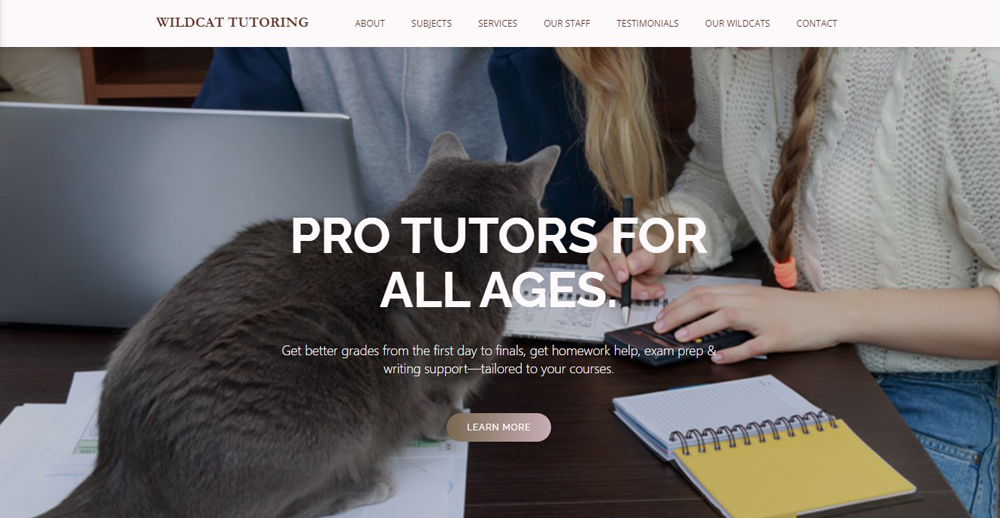 WILDCAT TUTORING ABOUT SUBJECTS SERVICES OUR STAFF TESTIMONIALS OUR WILDCATS CONTACT
PRO TUTORS FOR
ALL AGES.
Get better grades from the first day to finals, get homework help, exam prep &
writing support—tailored to your courses.
LEARN MORE